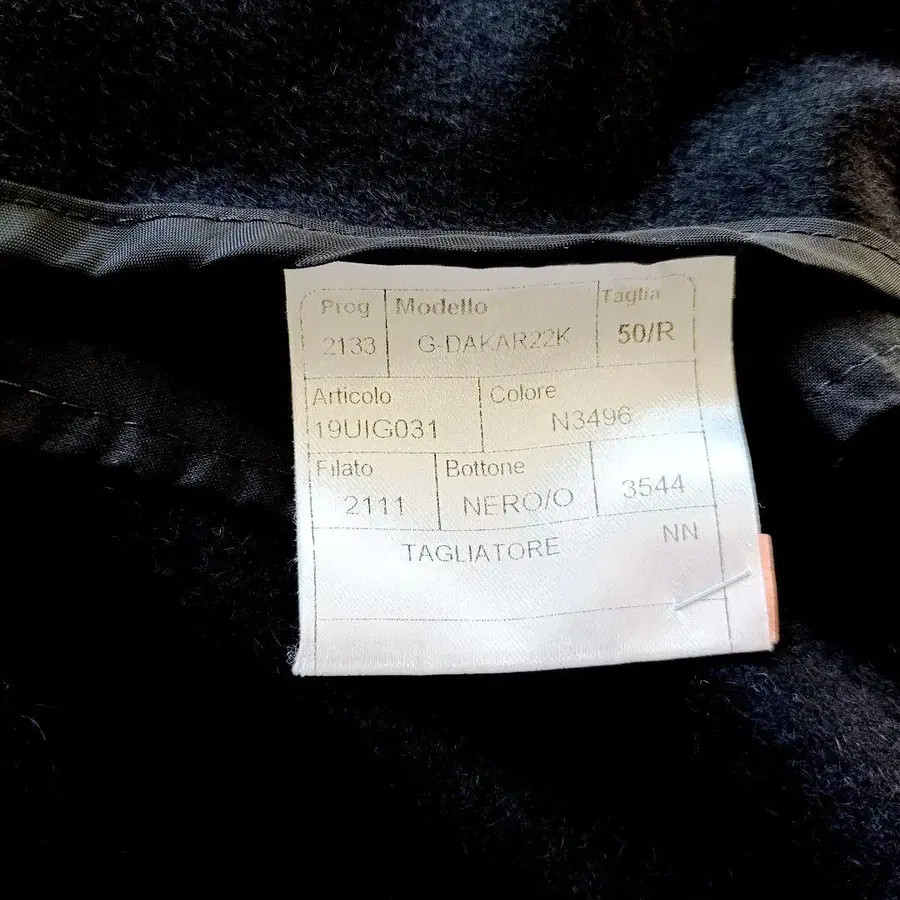 Prog Modello Taglia
2133 G-DAKAR22K 50/R
Articolo Colore
19UIG031 N3496
Filato Bottone
2111 NERO/O 3544
TAGLIATORE NN